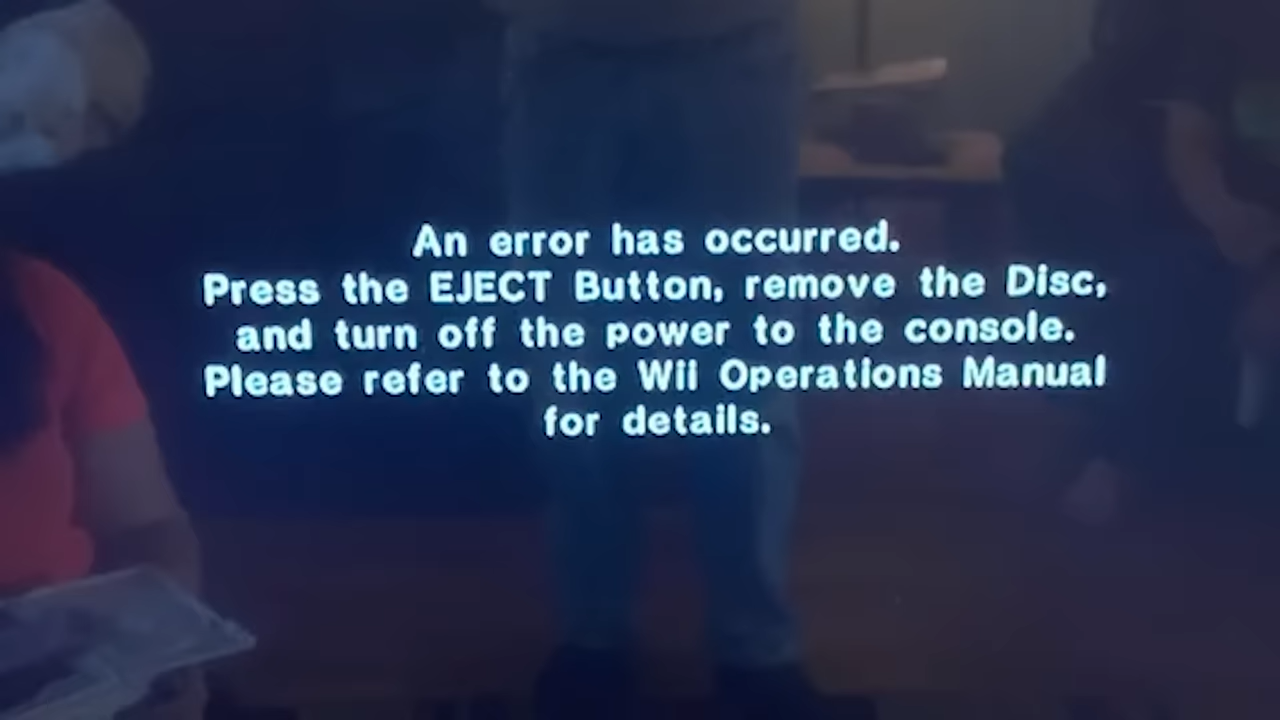 An error has occurred.
Press the EJECT Button, remove the Disc,
and turn off the power to the console.
Please refer to the Wii Operations Manual
for details.